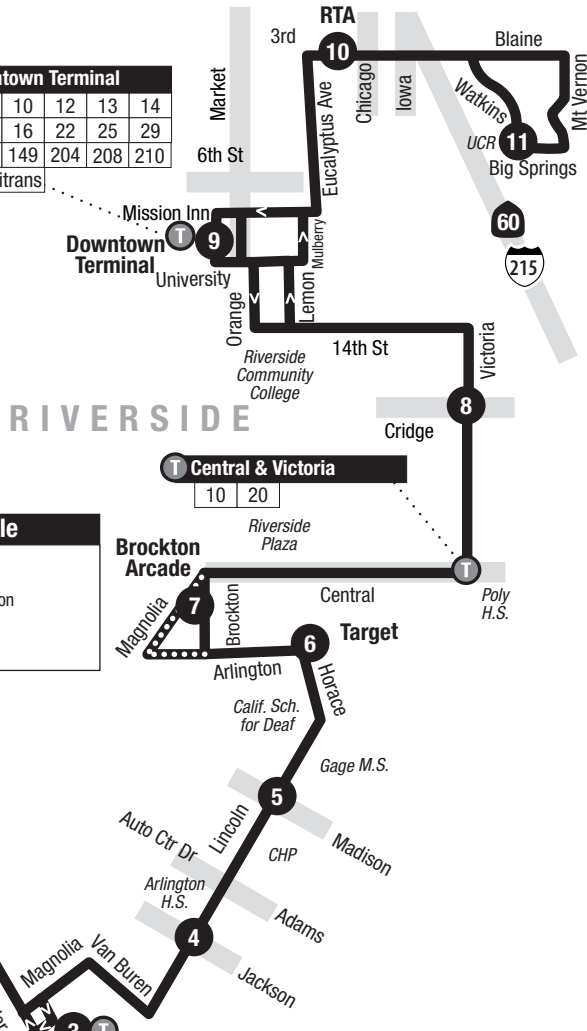 RTA
3rd
10
Blaine
Market
Chicago
Iowa
Watkins
Mt Vernon
Eucalyptus Ave
UCR
11
Big Springs
town Terminal
10 12 13 14
16 22 25 29
149 204 208 210
itrans
6th St
60
215
Mission Inn
T
9
Downtown
Terminal
University
Mulberry
Orange
Lemon
14th St
Victoria
Riverside
Community
College
RIVERSIDE
8
Cridge
T Central & Victoria
10 20
Riverside
Plaza
le
on
Brockton
Arcade
T
Poly
H.S.
Central
7
Magnolia
Brockton
6
Target
Arlington
Horace
Calif. Sch.
for Deaf
Gage M.S.
5
Lincoln
Madison
Auto Ctr Dr
CHP
Arlington
H.S.
Adams
4
Jackson
Magnolia
Van Buren
T